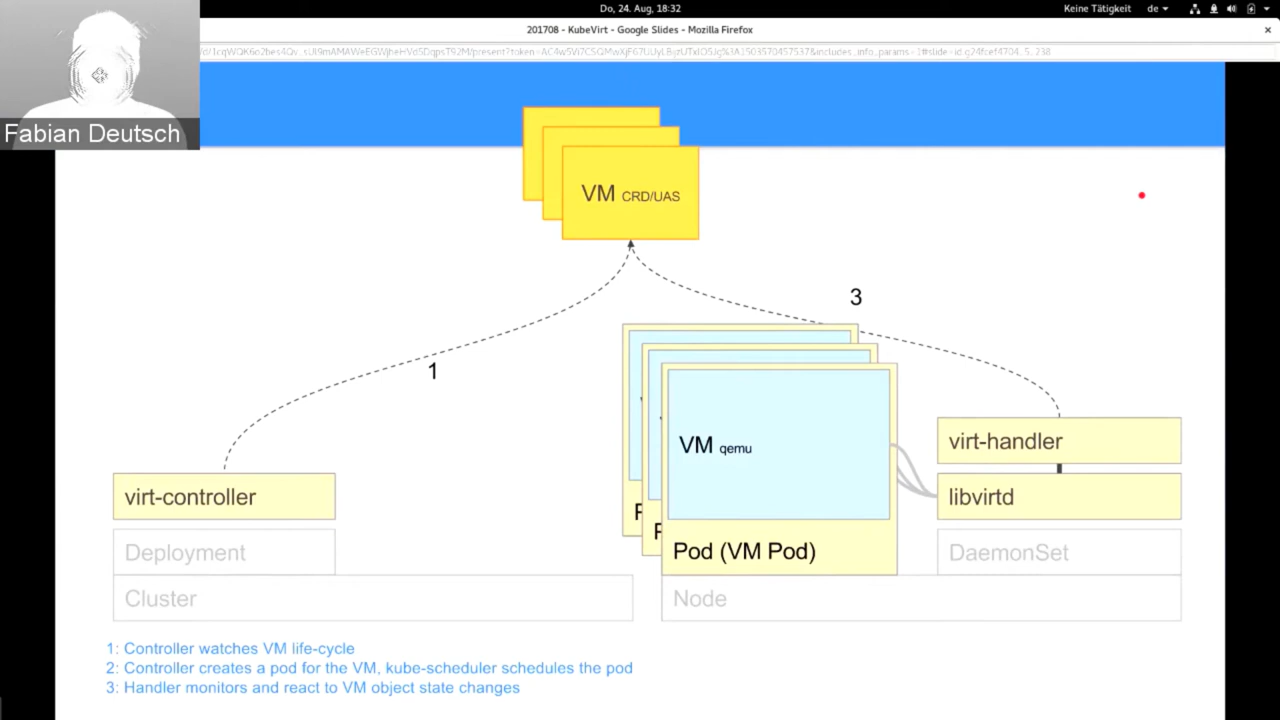 Do, 24. Aug, 18:32
Keine Tätigkeit
de
201708 - KubeVirt - Google Slides - Mozilla Firefox
Fabian Deutsch
VM CRD/UAS
3
1
VM qemu
virt-handler
virt-controller
libvirtd
Pod (VM Pod)
Deployment
DaemonSet
Cluster
Node
1: Controller watches VM life-cycle
2: Controller creates a pod for the VM, kube-scheduler schedules the pod
3: Handler monitors and react to VM object state changes